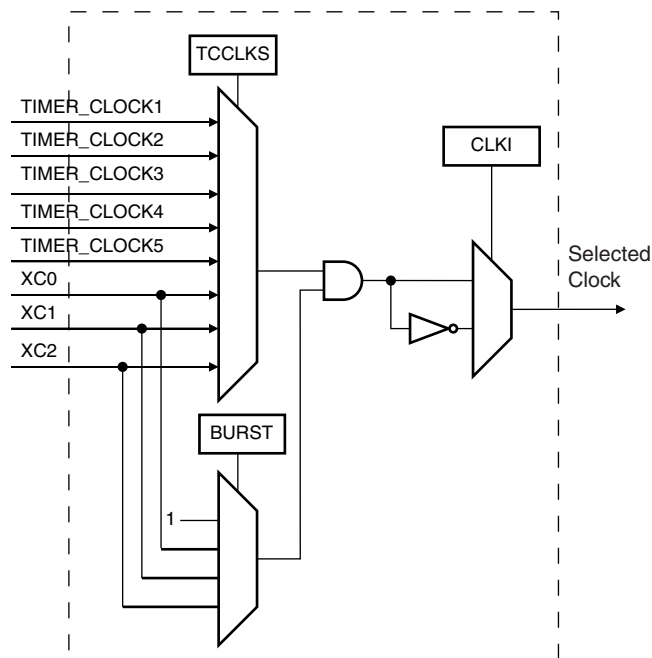 TCCLKS
TIMER_CLOCK1
TIMER_CLOCK2
TIMER_CLOCK3
TIMER_CLOCK4
TIMER_CLOCK5
XC0
XC1
XC2
CLKI
Selected
Clock
BURST
1